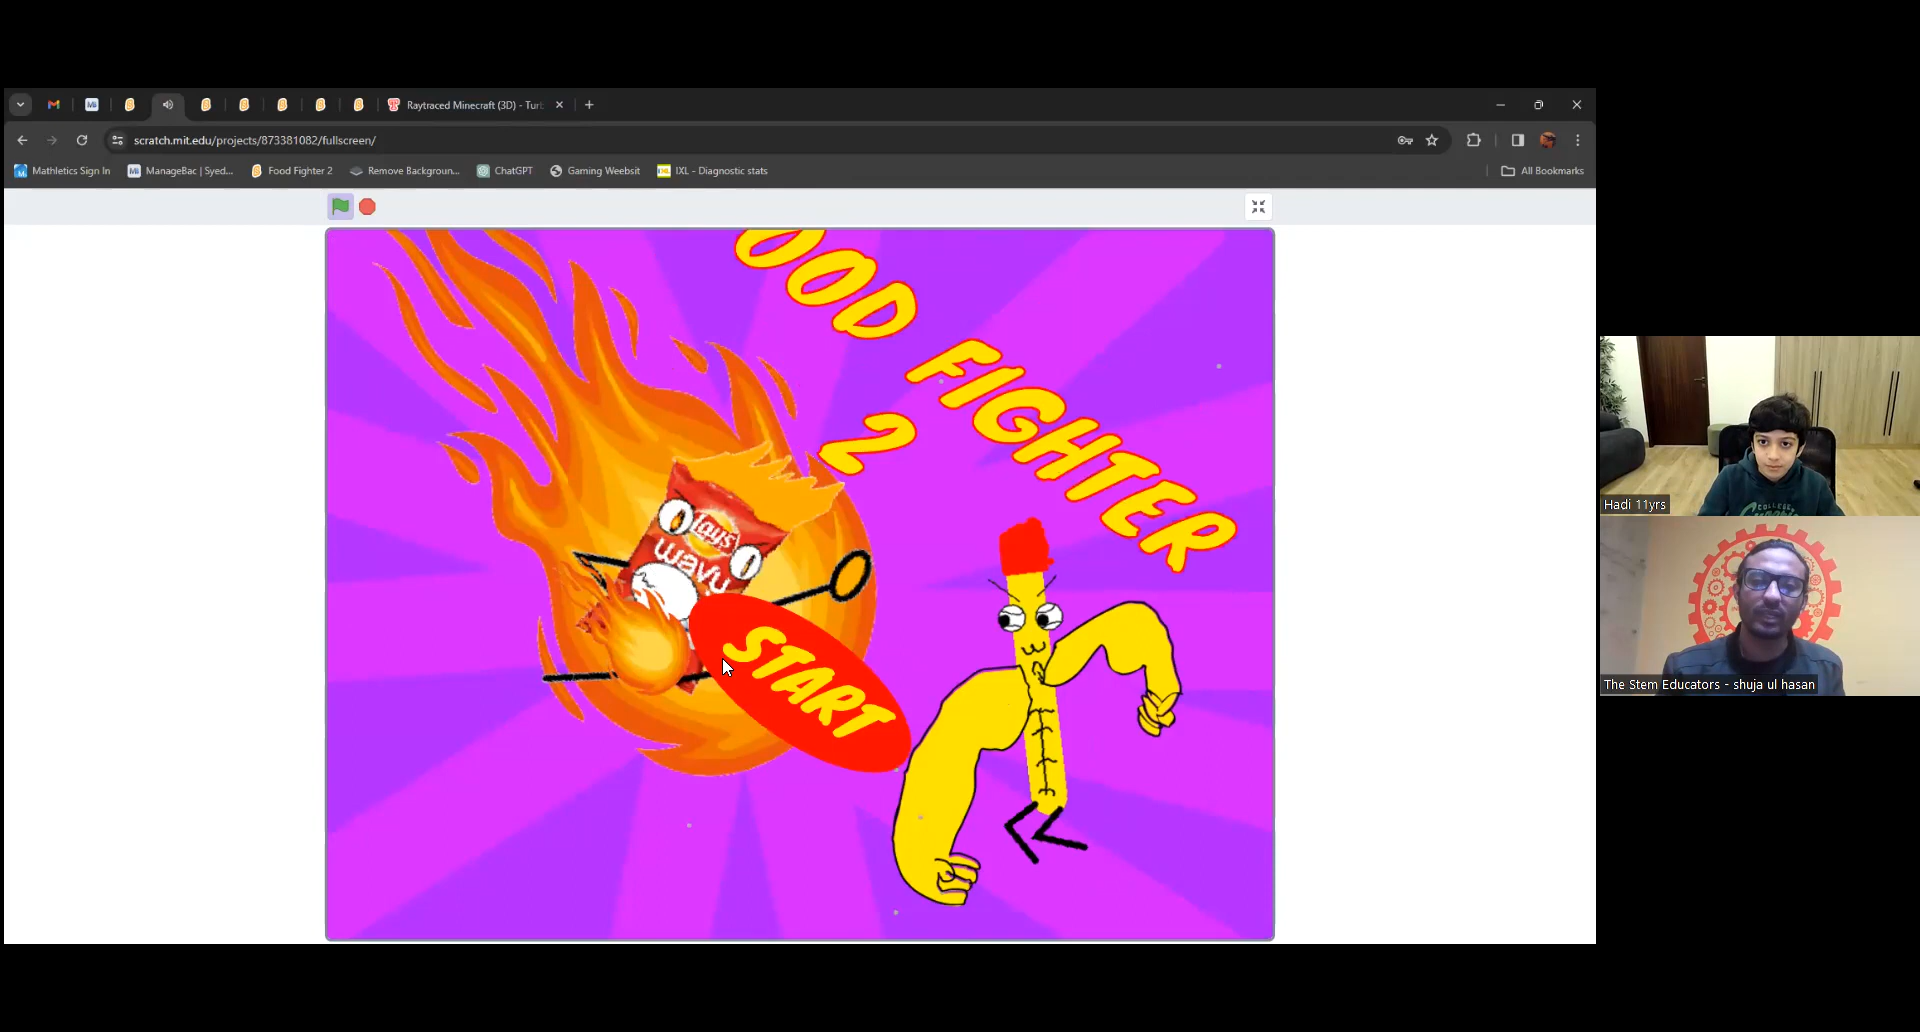 Raytraced Minecraft (3D) - Turb
scratch.mit.edu/projects/873381082/fullscreen/
Mathletics Sign In
ManageBac | Syed...
Food Fighter 2
Remove Backgroun...
ChatGPT
Gaming Weebsit
IXL - Diagnostic stats
All Bookmarks
OOD FIGHTER
2
Lay's
wavy
START
Hadi 11yrs
COLLEGE
The Stem Educators - shuja ul hasan